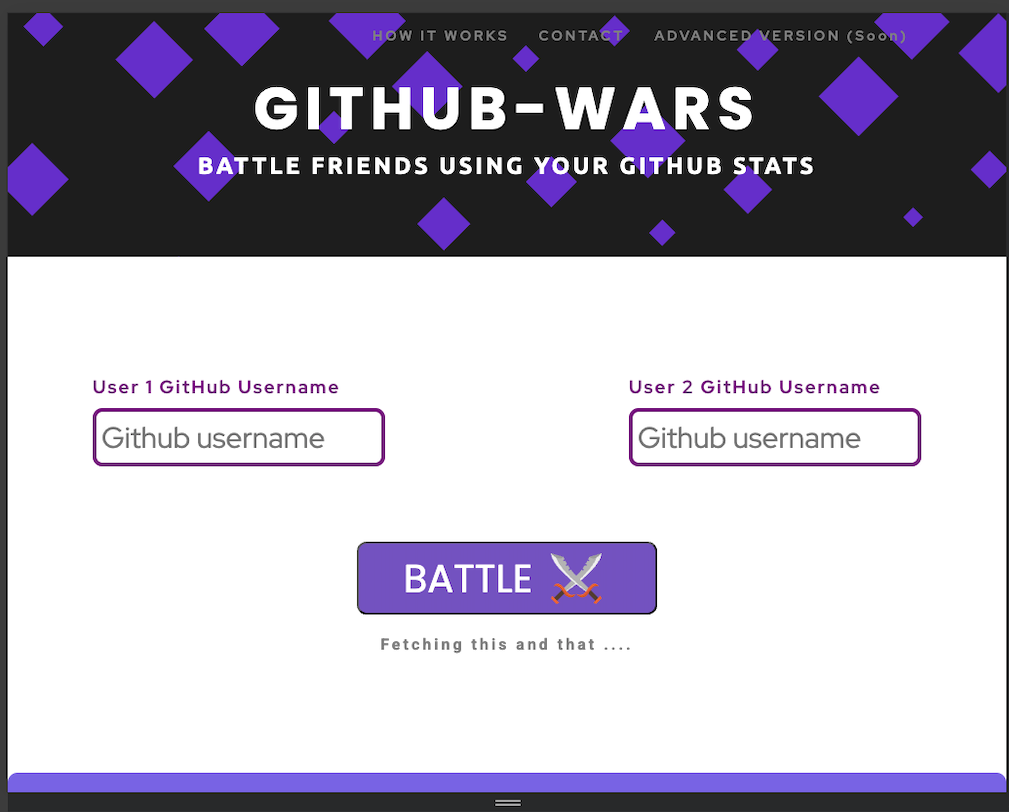 HOW IT WORKS CONTACT ADVANCED VERSION (Soon)
GITHUB-WARS
BATTLE FRIENDS USING YOUR GITHUB STATS
User 1 GitHub Username
Github username
User 2 GitHub Username
Github username
BATTLE ⚔️
Fetching this and that ....